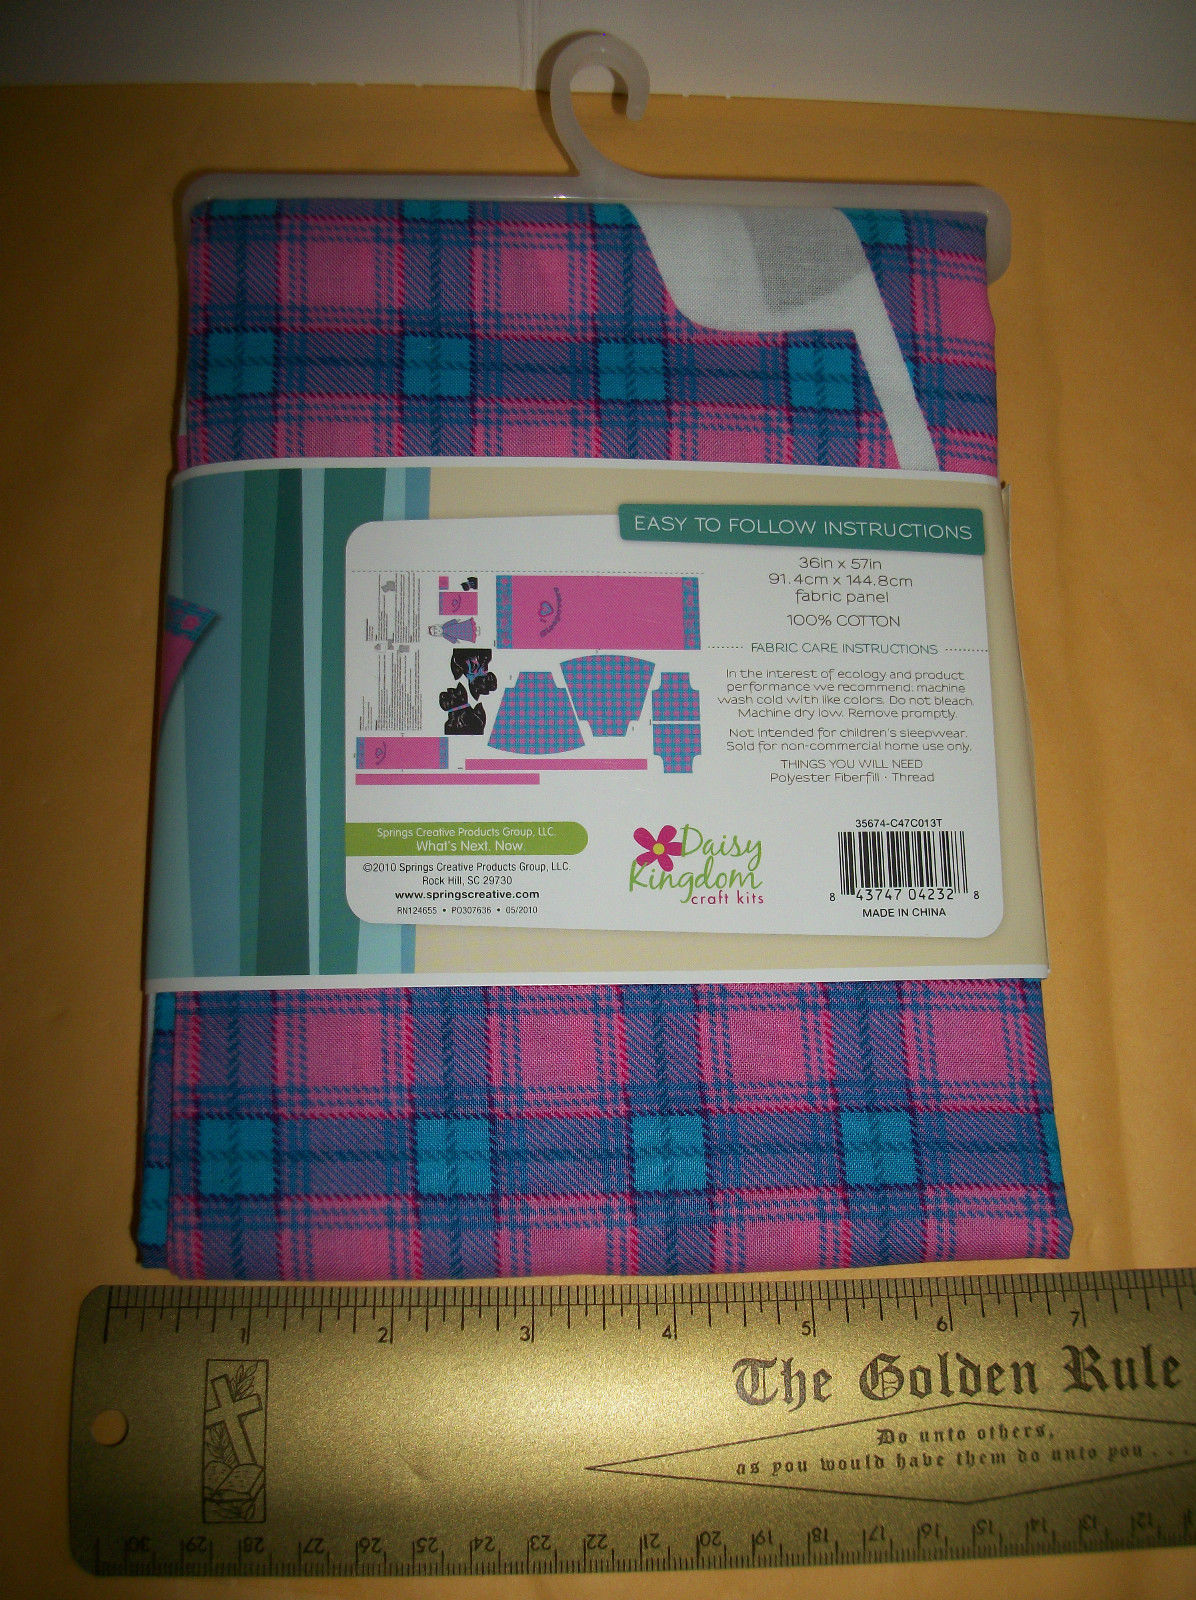 EASY TO FOLLOW INSTRUCTIONS
36in x 57in
91.4cm x 144.8cm
fabric panel
100% COTTON
FABRIC CARE INSTRUCTIONS
In the interest of ecology and product
performance we recommend: machine
wash cold with like colors. Do not bleach.
Machine dry low. Remove promptly.
Not intended for children's sleepwear.
Sold for non-commercial home use only.
THINGS YOU WILL NEED
Polyester Fiberfill · Thread
Springs Creative Products Group, LLC.
What's Next. Now.
©2010 Springs Creative Products Group, LLC.
Rock Hill, SC 29730
www.springscreative.com
RN124655 • PO307636 • 05/2010
Daisy
Kingdom
craft kits
35674-C47C013T
8 43747 04232 8
MADE IN CHINA
1 2 3 4 5 6 7
The Golden Rule
Do unto others,
as you would have them do unto you . . .
30 29 28 27 26 25 24 23 22 21 20 19 18 17 16 15 14 13 12